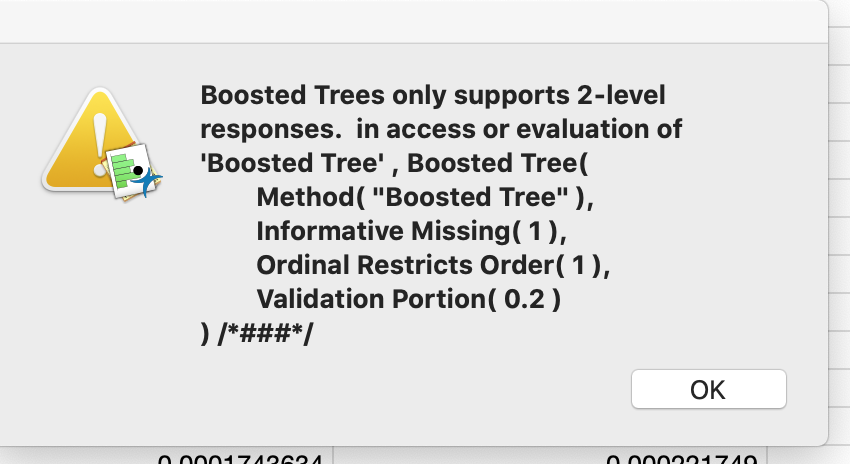 Boosted Trees only supports 2-level
responses.  in access or evaluation of
'Boosted Tree' , Boosted Tree(
Method( "Boosted Tree" ),
Informative Missing( 1 ),
Ordinal Restricts Order( 1 ),
Validation Portion( 0.2 )
) /*###*/
OK
0.0001743634 0.000221749